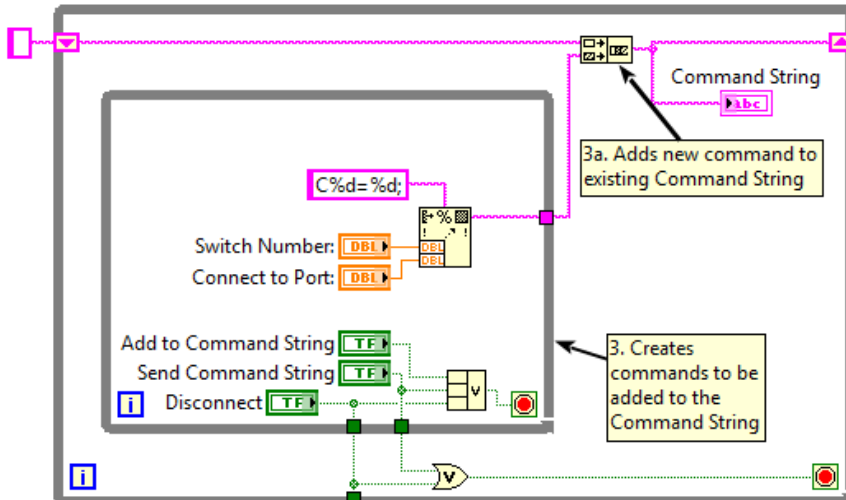 Command String
abc
3a. Adds new command to
existing Command String
C%d=%d;
%
Switch Number:
DBL
DBL
Connect to Port:
DBL
DBL
Add to Command String
TF
Send Command String
TF
V
3. Creates
commands to be
added to the
Command String
Disconnect
TF
i
i
V